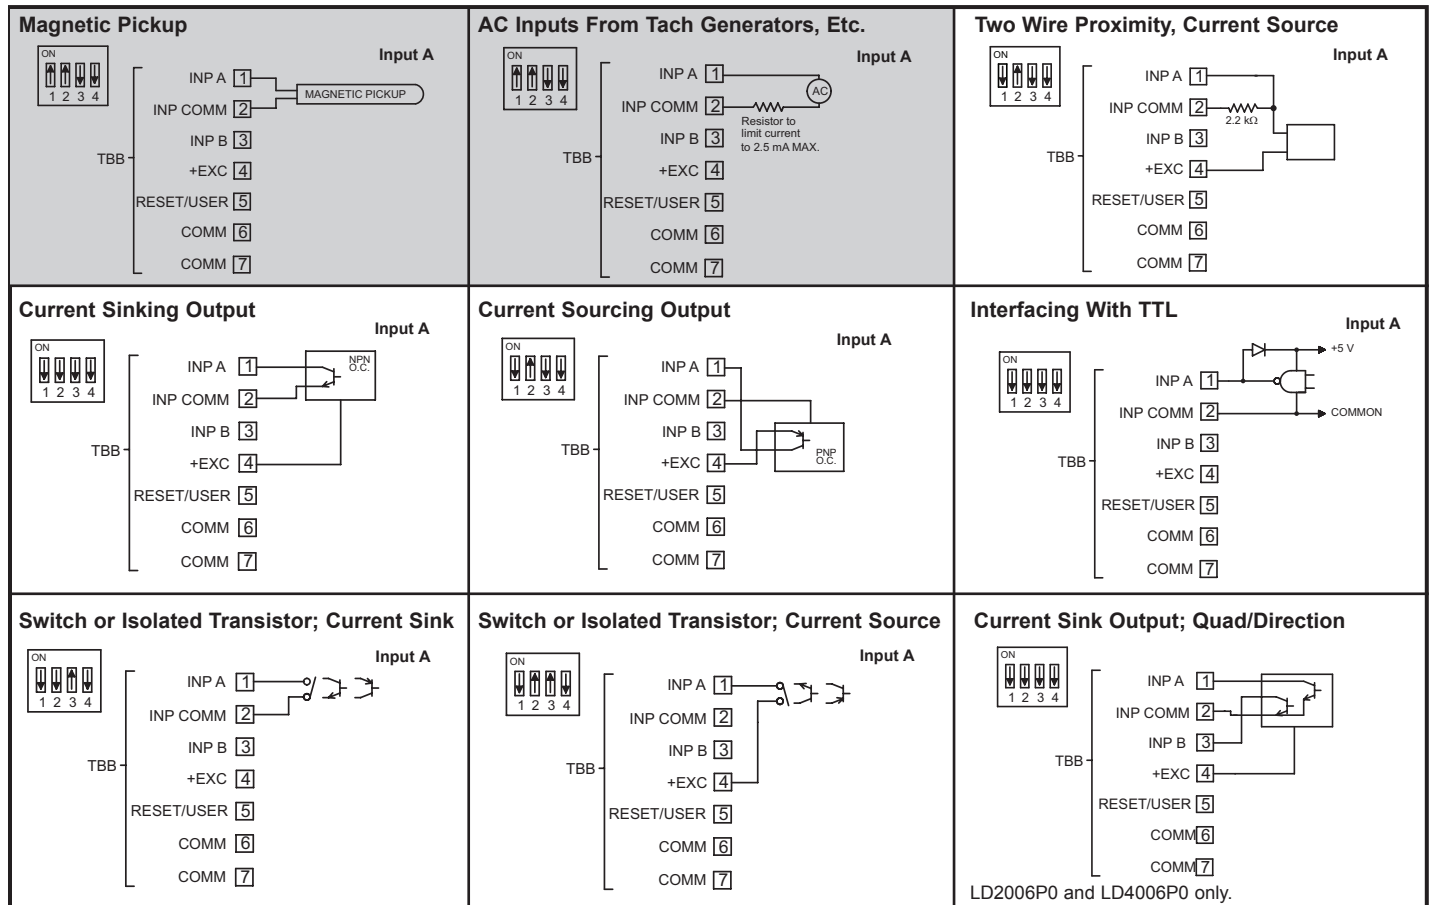 Magnetic Pickup
ON
1 2 3 4
Input A
TBB
INP A 1
MAGNETIC PICKUP
INP COMM 2
INP B 3
+EXC 4
RESET/USER 5
COMM 6
COMM 7
AC Inputs From Tach Generators, Etc.
ON
1 2 3 4
Input A
TBB
INP A 1
AC
INP COMM 2
Resistor to
limit current
to 2.5 mA MAX.
INP B 3
+EXC 4
RESET/USER 5
COMM 6
COMM 7
Two Wire Proximity, Current Source
ON
1 2 3 4
Input A
TBB
INP A 1
INP COMM 2
2.2 kΩ
INP B 3
+EXC 4
RESET/USER 5
COMM 6
COMM 7
Current Sinking Output
ON
1 2 3 4
Input A
TBB
INP A 1
NPN
O.C.
INP COMM 2
INP B 3
+EXC 4
RESET/USER 5
COMM 6
COMM 7
Current Sourcing Output
ON
1 2 3 4
Input A
TBB
INP A 1
INP COMM 2
INP B 3
+EXC 4
PNP
O.C.
RESET/USER 5
COMM 6
COMM 7
Interfacing With TTL
ON
1 2 3 4
Input A
+5 V
TBB
INP A 1
INP COMM 2
COMMON
INP B 3
+EXC 4
RESET/USER 5
COMM 6
COMM 7
Switch or Isolated Transistor; Current Sink
ON
1 2 3 4
Input A
TBB
INP A 1
INP COMM 2
INP B 3
+EXC 4
RESET/USER 5
COMM 6
COMM 7
Switch or Isolated Transistor; Current Source
ON
1 2 3 4
Input A
TBB
INP A 1
INP COMM 2
INP B 3
+EXC 4
RESET/USER 5
COMM 6
COMM 7
Current Sink Output; Quad/Direction
ON
1 2 3 4
TBB
INP A 1
INP COMM 2
INP B 3
+EXC 4
RESET/USER 5
COMM 6
COMM 7
LD2006P0 and LD4006P0 only.